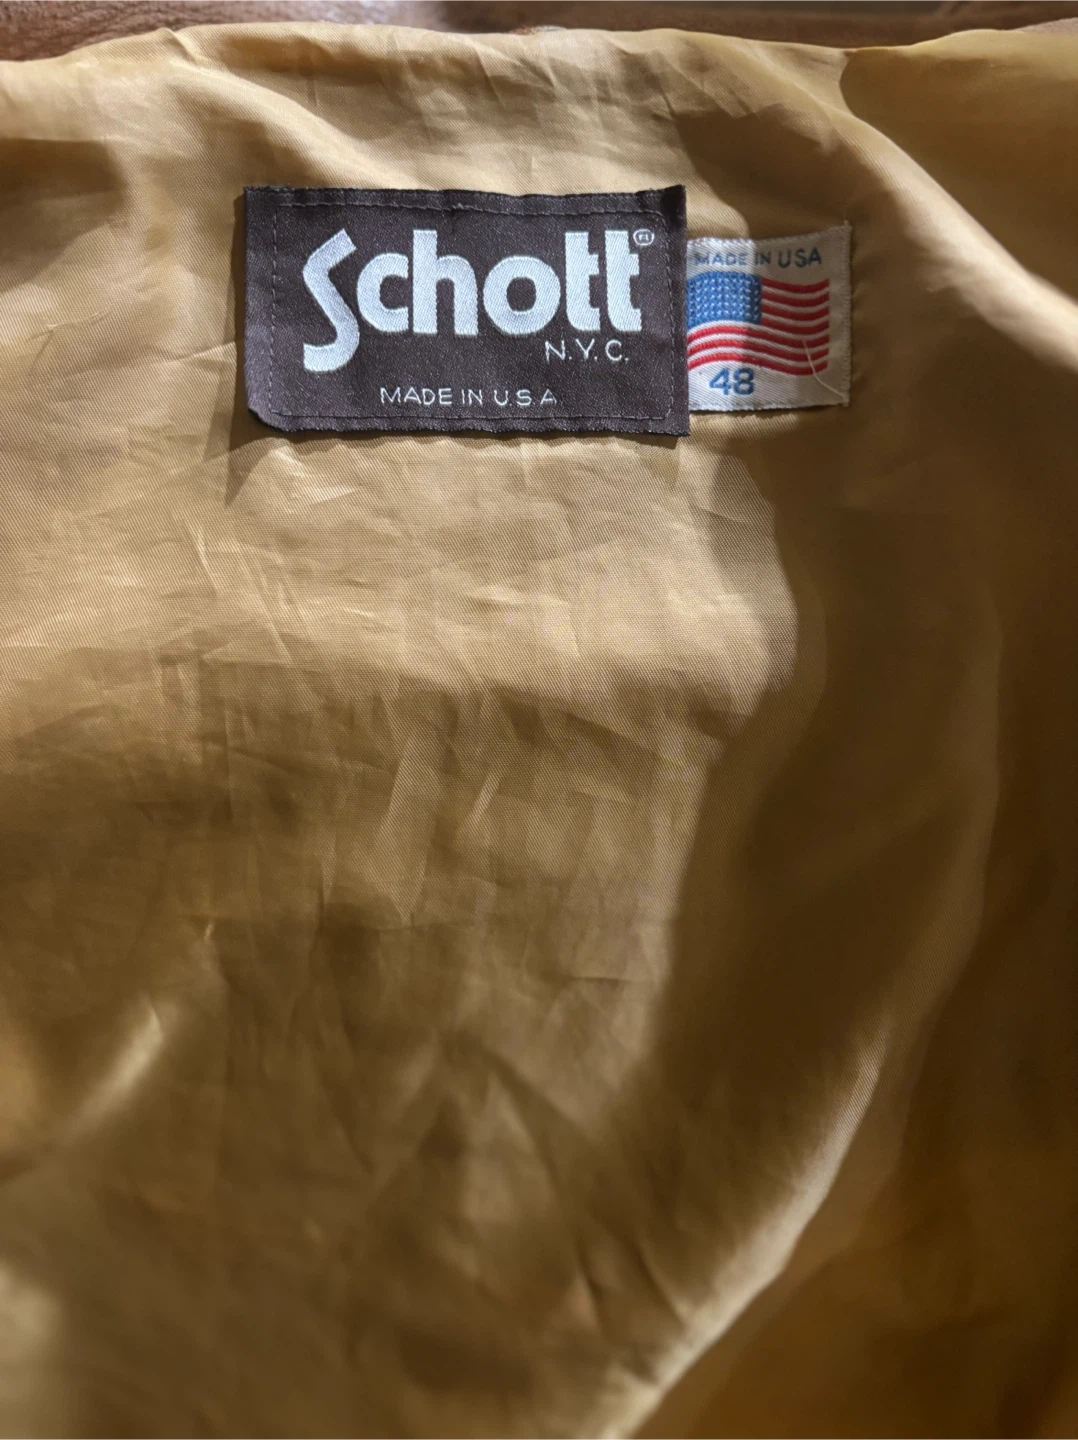 Schott ®
N.Y.C.
MADE IN U.S.A.
MADE IN USA
48